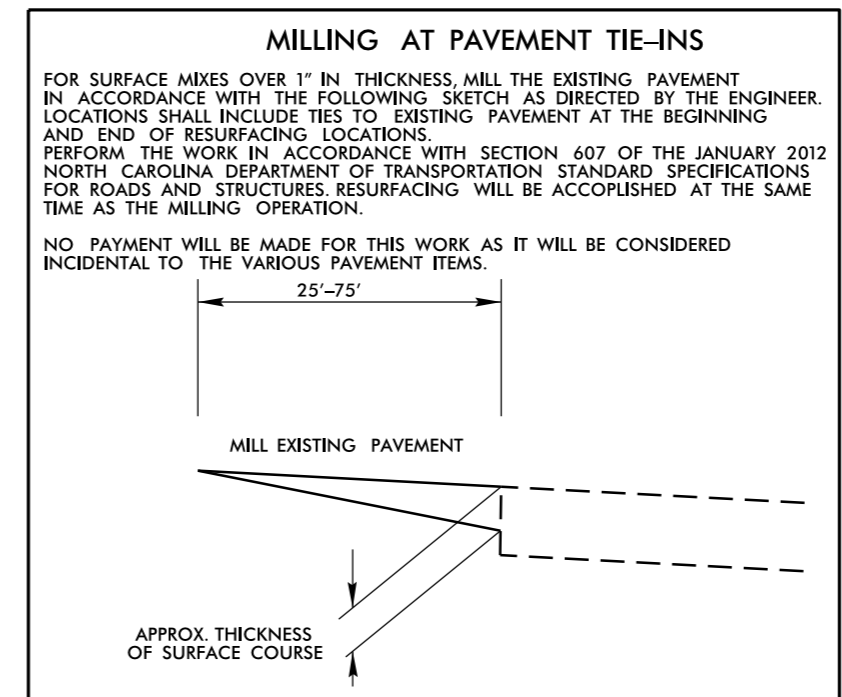 MILLING AT PAVEMENT TIE–INS
FOR SURFACE MIXES OVER 1" IN THICKNESS, MILL THE EXISTING PAVEMENT
IN ACCORDANCE WITH THE FOLLOWING SKETCH AS DIRECTED BY THE ENGINEER.
LOCATIONS SHALL INCLUDE TIES TO EXISTING PAVEMENT AT THE BEGINNING
AND END OF RESURFACING LOCATIONS.
PERFORM THE WORK IN ACCORDANCE WITH SECTION 607 OF THE JANUARY 2012
NORTH CAROLINA DEPARTMENT OF TRANSPORTATION STANDARD SPECIFICATIONS
FOR ROADS AND STRUCTURES. RESURFACING WILL BE ACCOPLISHED AT THE SAME
TIME AS THE MILLING OPERATION.
NO PAYMENT WILL BE MADE FOR THIS WORK AS IT WILL BE CONSIDERED
INCIDENTAL TO THE VARIOUS PAVEMENT ITEMS.
25'–75'
MILL EXISTING PAVEMENT
APPROX. THICKNESS
OF SURFACE COURSE